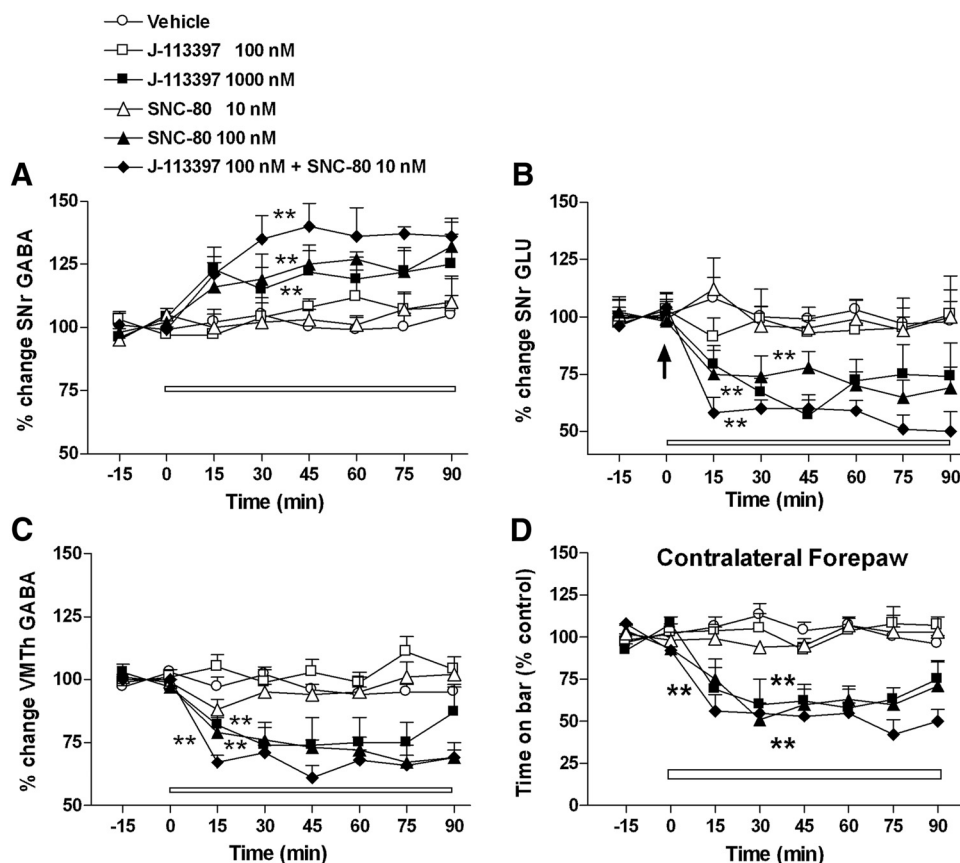 Vehicle
J-113397 100 nM
J-113397 1000 nM
SNC-80 10 nM
SNC-80 100 nM
J-113397 100 nM + SNC-80 10 nM
A
% change SNr GABA
150
125
100
75
50
**
**
**
-15 0 15 30 45 60 75 90
Time (min)
B
% change SNr GLU
150
125
100
75
50
**
**
**
-15 0 15 30 45 60 75 90
Time (min)
C
% change VMTh GABA
150
125
100
75
50
**
**
**
-15 0 15 30 45 60 75 90
Time (min)
D
Contralateral Forepaw
Time on bar (% control)
150
125
100
75
50
25
0
**
**
**
-15 0 15 30 45 60 75 90
Time (min)